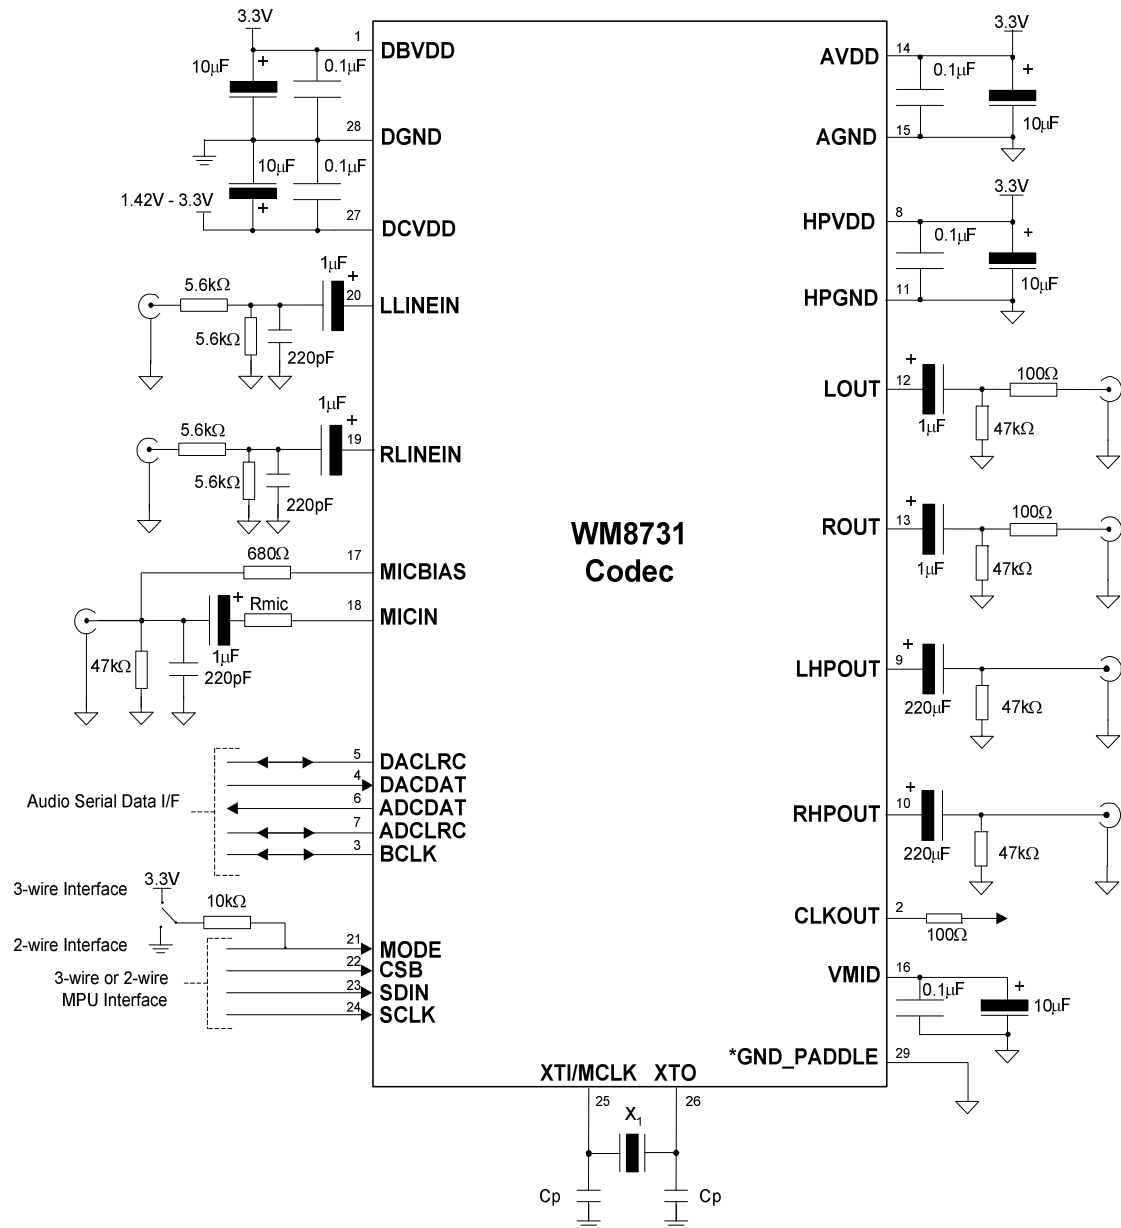 3.3V
1
DBVDD
10µF
+
0.1µF
28
DGND
10µF
0.1µF
+
1.42V - 3.3V
27
DCVDD
1µF
+
5.6kΩ
20
LLINEIN
5.6kΩ
220pF
1µF
+
5.6kΩ
19
RLINEIN
5.6kΩ
220pF
17
680Ω
MICBIAS
+
Rmic
18
MICIN
1µF
47kΩ
220pF
5
DACLRC
4
DACDAT
Audio Serial Data I/F
6
ADCDAT
7
ADCLRC
3
BCLK
3.3V
3-wire Interface
10kΩ
2-wire Interface
21
MODE
3-wire or 2-wire
MPU Interface
22
CSB
23
SDIN
24
SCLK
WM8731
Codec
3.3V
14
AVDD
0.1µF
+
10µF
15
AGND
3.3V
8
HPVDD
0.1µF
+
10µF
11
HPGND
+
100Ω
LOUT
12
1µF
47kΩ
+
100Ω
ROUT
13
1µF
47kΩ
+
LHPOUT
9
220µF
47kΩ
+
RHPOUT
10
220µF
47kΩ
CLKOUT
2
100Ω
VMID
16
0.1µF
+
10µF
*GND_PADDLE
29
XTI/MCLK
XTO
25
26
X1
Cp
Cp